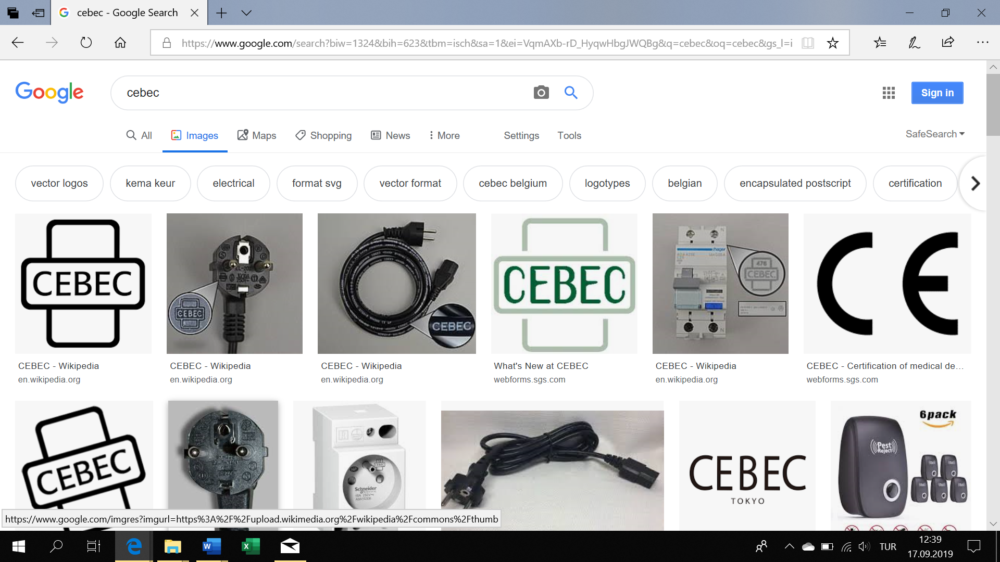 cebec - Google Search
https://www.google.com/search?biw=1324&bih=623&tbm=isch&sa=1&ei=VqmAXb-rD_HyqwHbgJWQBg&q=cebec&oq=cebec&gs_l=i
Google
cebec
Sign in
All Images Maps Shopping News More Settings Tools
SafeSearch
vector logos kema keur electrical format svg vector format cebec belgium logotypes belgian encapsulated postscript certification
CEBEC
CEBEC
CEBEC
CEBEC
hager
476
CEBEC
CE
CEBEC - Wikipedia
en.wikipedia.org
CEBEC - Wikipedia
en.wikipedia.org
CEBEC - Wikipedia
en.wikipedia.org
What's New at CEBEC
webforms.sgs.com
CEBEC - Wikipedia
en.wikipedia.org
CEBEC - Certification of medical de...
webforms.sgs.com
CEBEC
Schneider
CEBEC
TOKYO
6pack
Pest
Reject
https://www.google.com/imgres?imgurl=https%3A%2F%2Fupload.wikimedia.org%2Fwikipedia%2Fcommons%2Fthumb
TUR
12:39
17.09.2019